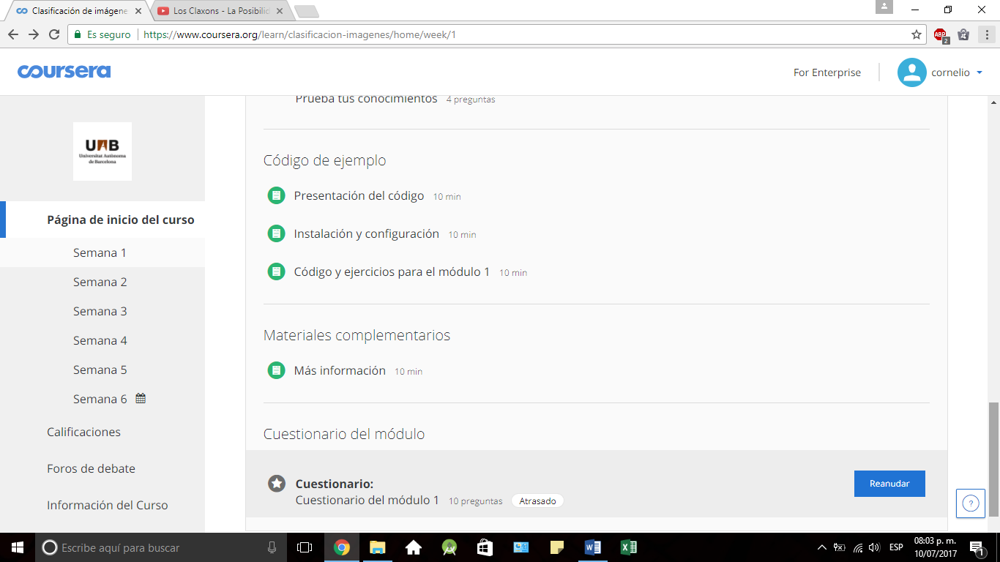 Clasificación de imágene
Los Claxons - La Posibilid
Es seguro
https://www.coursera.org/learn/clasificacion-imagenes/home/week/1
ABP
2
coursera
For Enterprise
cornelio
UAB
Universitat Autònoma
de Barcelona
Página de inicio del curso
Semana 1
Semana 2
Semana 3
Semana 4
Semana 5
Semana 6
Calificaciones
Foros de debate
Información del Curso
Prueba tus conocimientos 4 preguntas
Código de ejemplo
Presentación del código 10 min
Instalación y configuración 10 min
Código y ejercicios para el módulo 1 10 min
Materiales complementarios
Más información 10 min
Cuestionario del módulo
Cuestionario:
Cuestionario del módulo 1 10 preguntas Atrasado
Reanudar
?
Escribe aquí para buscar
ESP
08:03 p. m.
10/07/2017
1